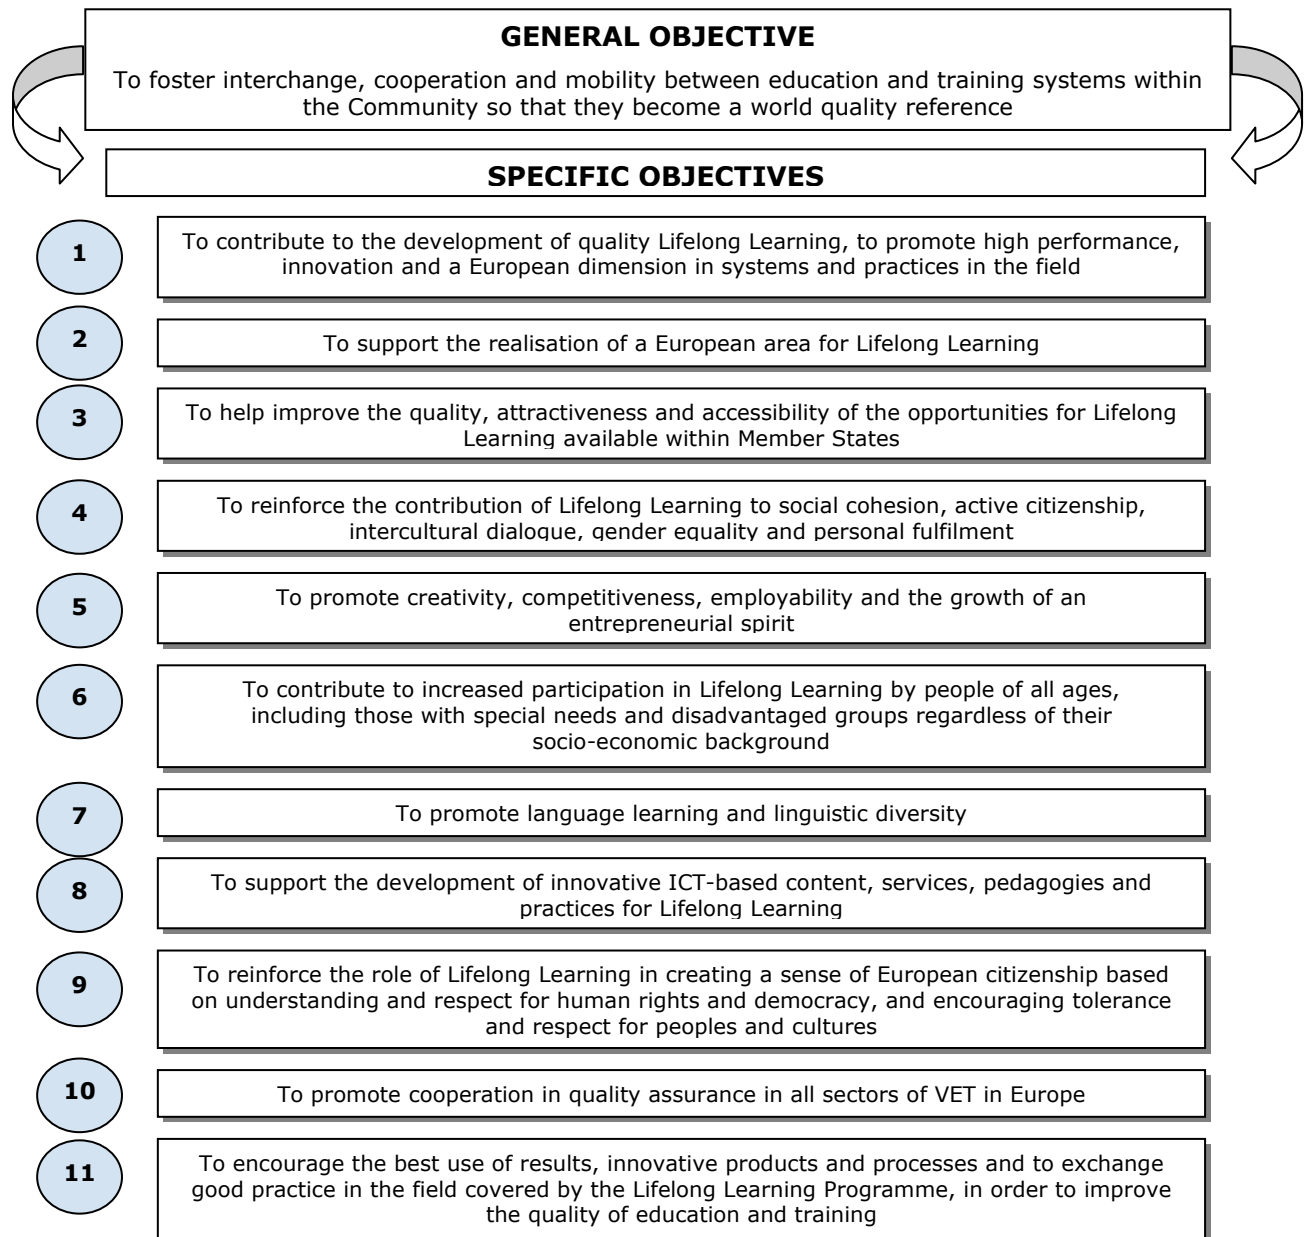 GENERAL OBJECTIVE
To foster interchange, cooperation and mobility between education and training systems within
the Community so that they become a world quality reference
SPECIFIC OBJECTIVES
1
To contribute to the development of quality Lifelong Learning, to promote high performance,
innovation and a European dimension in systems and practices in the field
2
To support the realisation of a European area for Lifelong Learning
3
To help improve the quality, attractiveness and accessibility of the opportunities for Lifelong
Learning available within Member States
4
To reinforce the contribution of Lifelong Learning to social cohesion, active citizenship,
intercultural dialogue, gender equality and personal fulfilment
5
To promote creativity, competitiveness, employability and the growth of an
entrepreneurial spirit
6
To contribute to increased participation in Lifelong Learning by people of all ages,
including those with special needs and disadvantaged groups regardless of their
socio-economic background
7
To promote language learning and linguistic diversity
8
To support the development of innovative ICT-based content, services, pedagogies and
practices for Lifelong Learning
9
To reinforce the role of Lifelong Learning in creating a sense of European citizenship based
on understanding and respect for human rights and democracy, and encouraging tolerance
and respect for peoples and cultures
10
To promote cooperation in quality assurance in all sectors of VET in Europe
11
To encourage the best use of results, innovative products and processes and to exchange
good practice in the field covered by the Lifelong Learning Programme, in order to improve
the quality of education and training